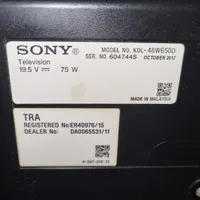 SONY
MODEL NO. KDL-48W650D
Television
SER. NO. 6047445 OCTOBER 2017
19.5 V ⎓ 75 W
MADE IN MALAYSIA
TRA
REGISTERED No:ER40976/15
DEALER No: DA0065531/11